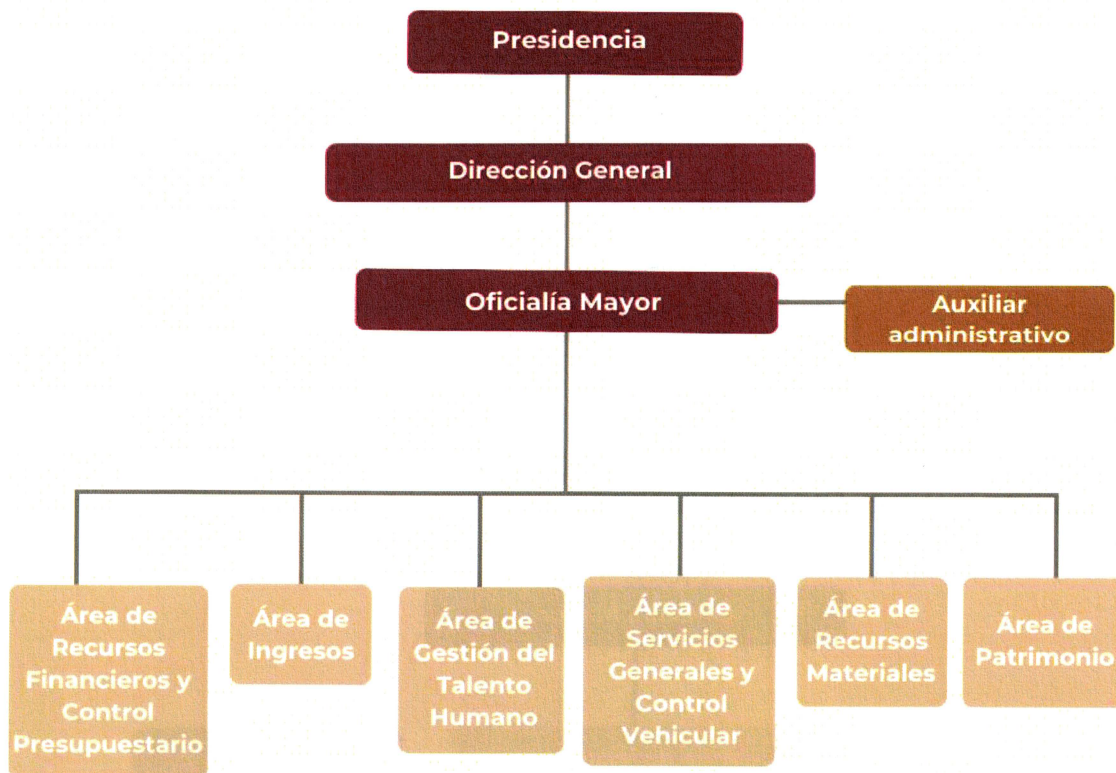 Presidencia
Dirección General
Oficialía Mayor
Auxiliar
administrativo
Área de
Recursos
Financieros y
Control
Presupuestario
Área de
Ingresos
Área de
Gestión del
Talento
Humano
Área de
Servicios
Generales y
Control
Vehicular
Área de
Recursos
Materiales
Área de
Patrimonio